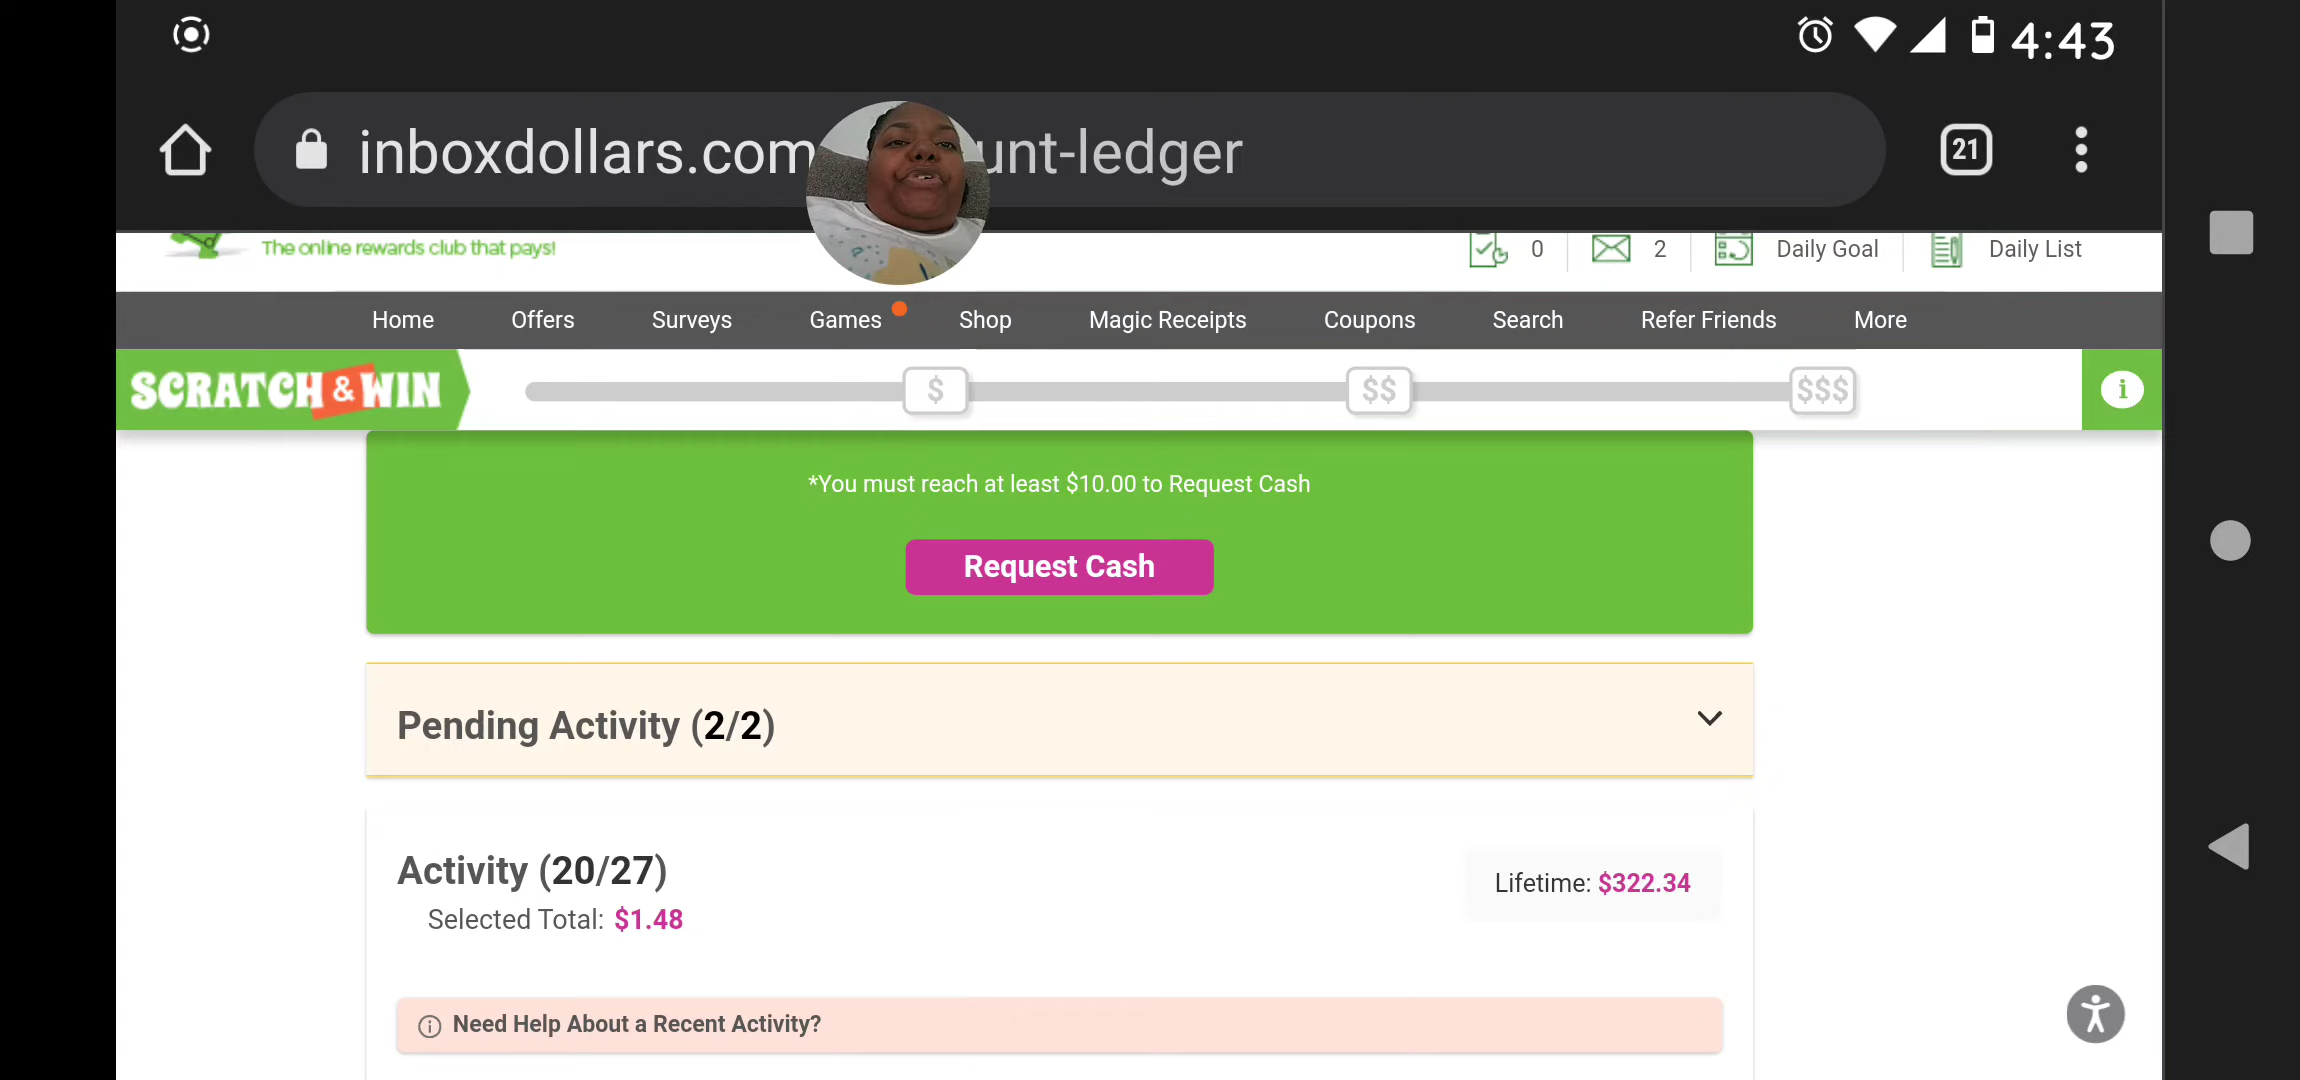 4:43
inboxdollars.com
unt-ledger
21
The online rewards club that pays!
0
2
Daily Goal
Daily List
Home
Offers
Surveys
Games
Shop
Magic Receipts
Coupons
Search
Refer Friends
More
SCRATCH & WIN
$
$$
$$$
i
*You must reach at least $10.00 to Request Cash
Request Cash
Pending Activity (2/2)
Activity (20/27)
Lifetime: $322.34
Selected Total: $1.48
Need Help About a Recent Activity?